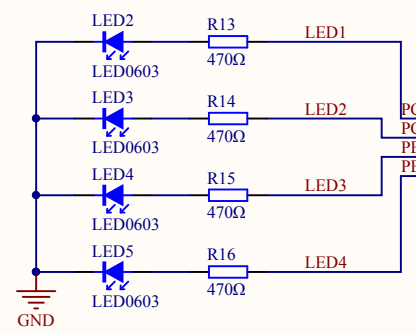 LED2
R13
LED1
LED0603
470Ω
LED3
R14
LED2
LED0603
470Ω
LED4
R15
LED3
LED0603
470Ω
LED5
R16
LED4
LED0603
470Ω
GND